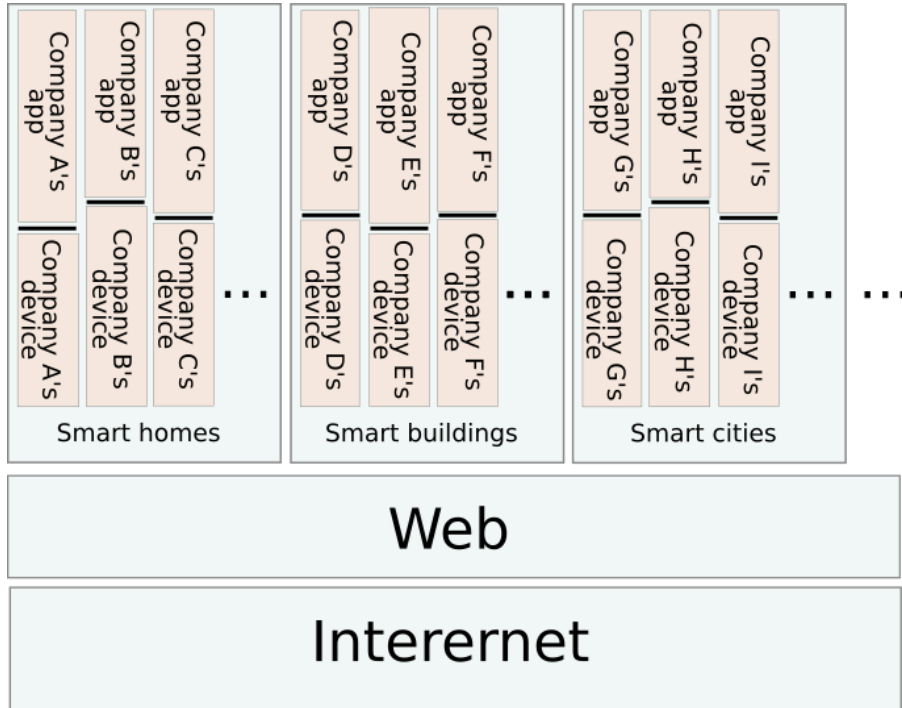 Company A's
app
Company B's
app
Company C's
app
Company A's
device
Company B's
device
Company C's
device
...
Smart homes
Company D's
app
Company E's
app
Company F's
app
Company D's
device
Company E's
device
Company F's
device
...
Smart buildings
Company G's
app
Company H's
app
Company I's
app
Company G's
device
Company H's
device
Company I's
device
...
Smart cities
...
Web
Interernet